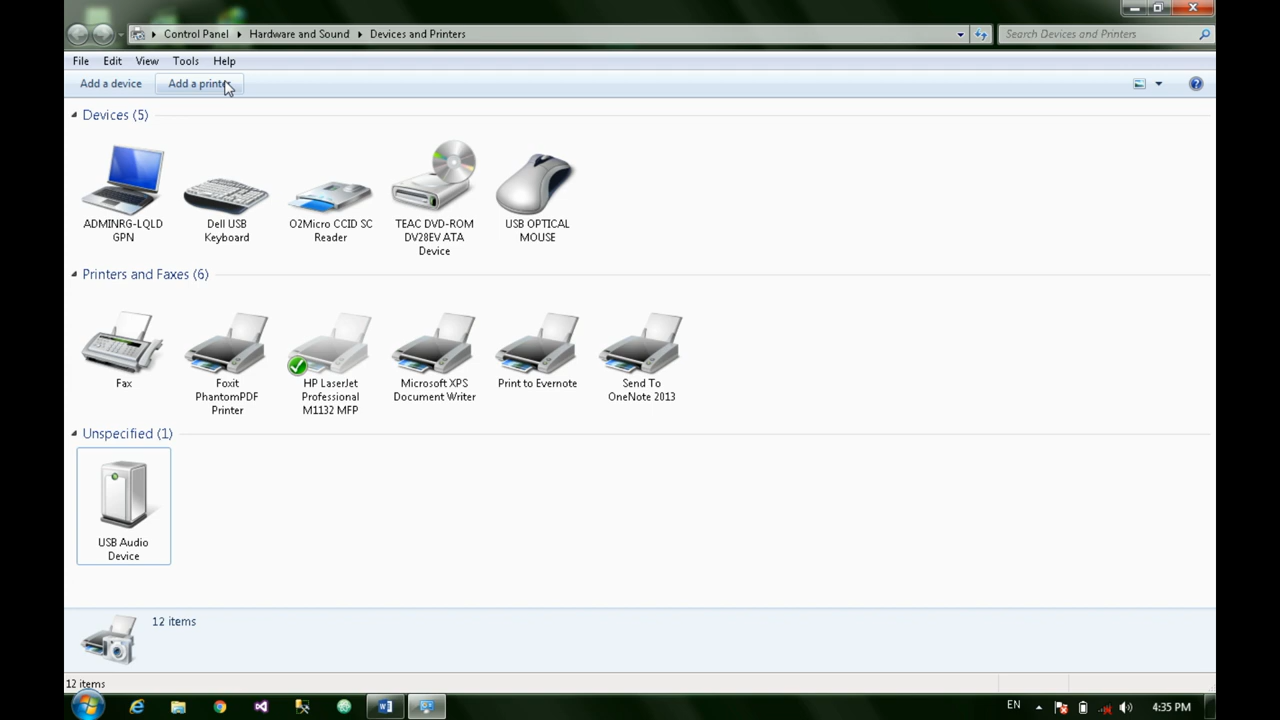 Control Panel Hardware and Sound Devices and Printers Search Devices and Printers
File Edit View Tools Help
Add a device Add a printer
Devices (5)
ADMINRG-LQLD
GPN
Dell USB
Keyboard
O2Micro CCID SC
Reader
TEAC DVD-ROM
DV28EV ATA
Device
USB OPTICAL
MOUSE
Printers and Faxes (6)
Fax
Foxit
PhantomPDF
Printer
HP LaserJet
Professional
M1132 MFP
Microsoft XPS
Document Writer
Print to Evernote
Send To
OneNote 2013
Unspecified (1)
USB Audio
Device
12 items
12 items
EN 4:35 PM